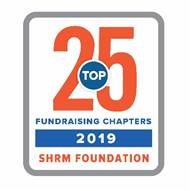 TOP
25
FUNDRAISING CHAPTERS
2019
SHRM FOUNDATION